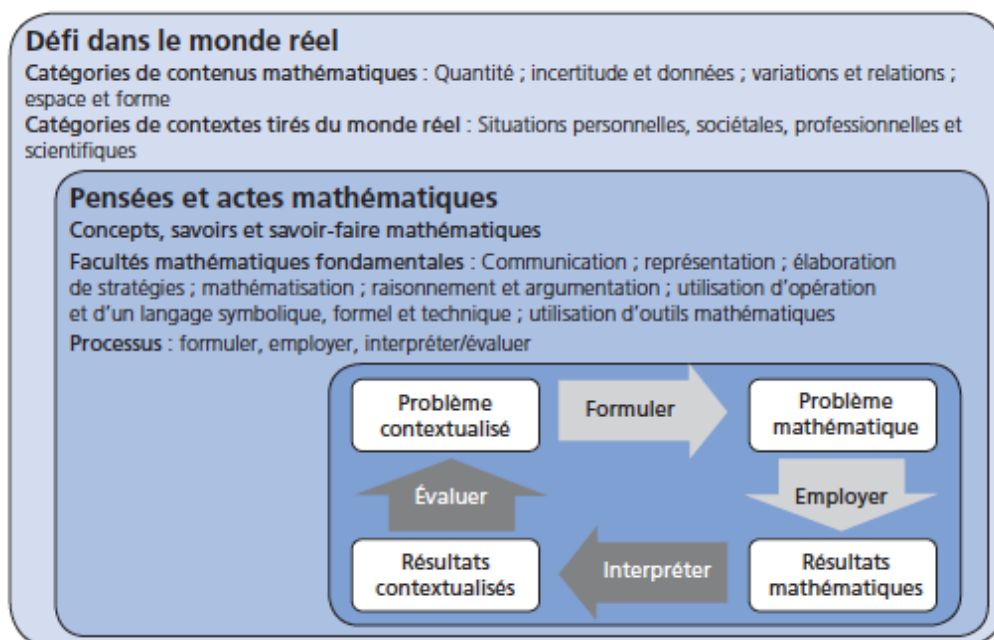 Défi dans le monde réel
Catégories de contenus mathématiques : Quantité ; incertitude et données ; variations et relations ;
espace et forme
Catégories de contextes tirés du monde réel : Situations personnelles, sociétales, professionnelles et
scientifiques
Pensées et actes mathématiques
Concepts, savoirs et savoir-faire mathématiques
Facultés mathématiques fondamentales : Communication ; représentation ; élaboration
de stratégies ; mathématisation ; raisonnement et argumentation ; utilisation d'opération
et d'un langage symbolique, formel et technique ; utilisation d'outils mathématiques
Processus : formuler, employer, interpréter/évaluer
Problème
contextualisé
Formuler
Problème
mathématique
Évaluer
Employer
Résultats
contextualisés
Interpréter
Résultats
mathématiques